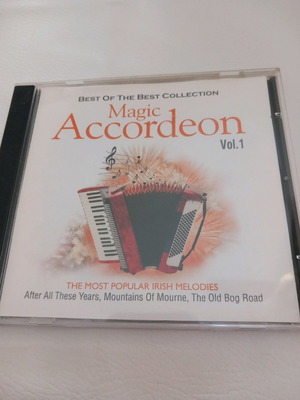 BEST OF THE BEST COLLECTION
Magic
Accordeon
Vol.1
THE MOST POPULAR IRISH MELODIES
After All These Years, Mountains Of Mourne, The Old Bog Road